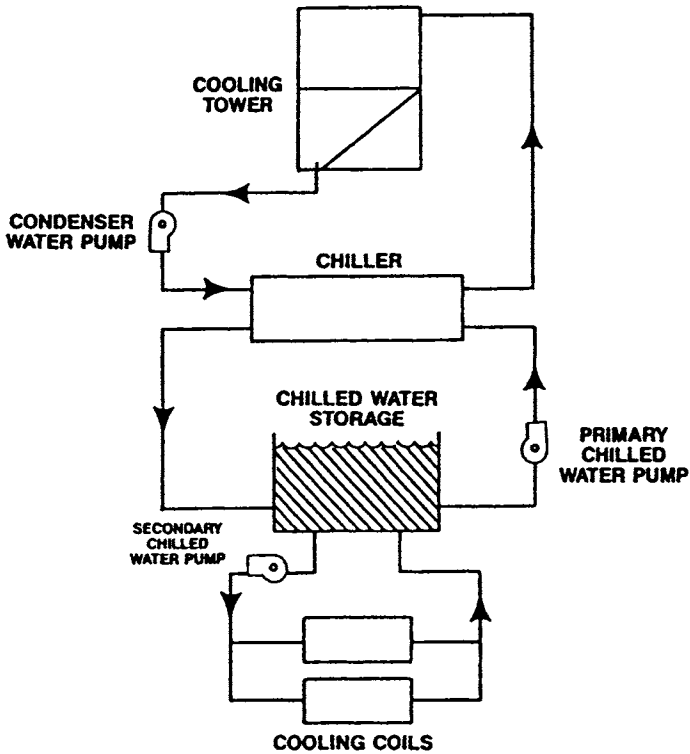 COOLING
TOWER
CONDENSER
WATER PUMP
CHILLER
CHILLED WATER
STORAGE
PRIMARY
CHILLED
WATER PUMP
SECONDARY
CHILLED
WATER PUMP
COOLING COILS